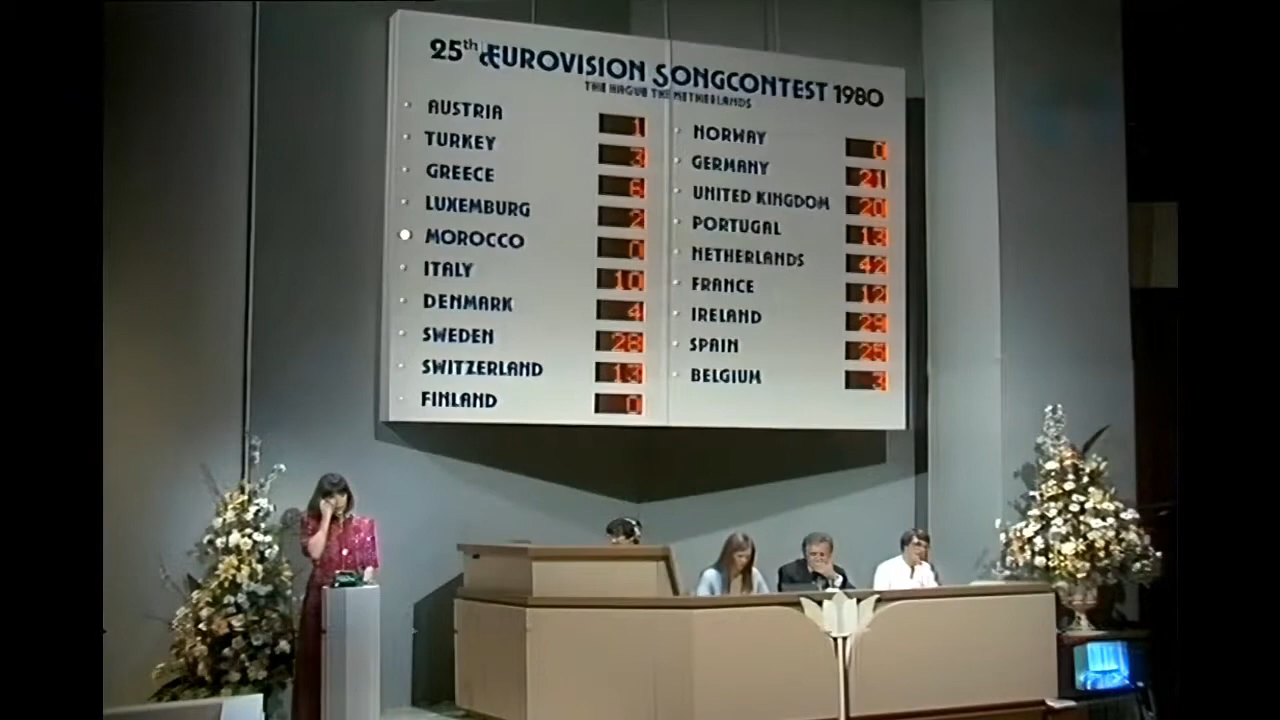 25th EUROVISION SONGCONTEST 1980
THE HAGUE THE NETHERLANDS
AUSTRIA 1
TURKEY 3
GREECE 6
LUXEMBURG 2
MOROCCO 0
ITALY 10
DENMARK 4
SWEDEN 28
SWITZERLAND 13
FINLAND 0
NORWAY 0
GERMANY 21
UNITED KINGDOM 20
PORTUGAL 13
NETHERLANDS 42
FRANCE 12
IRELAND 29
SPAIN 25
BELGIUM 3